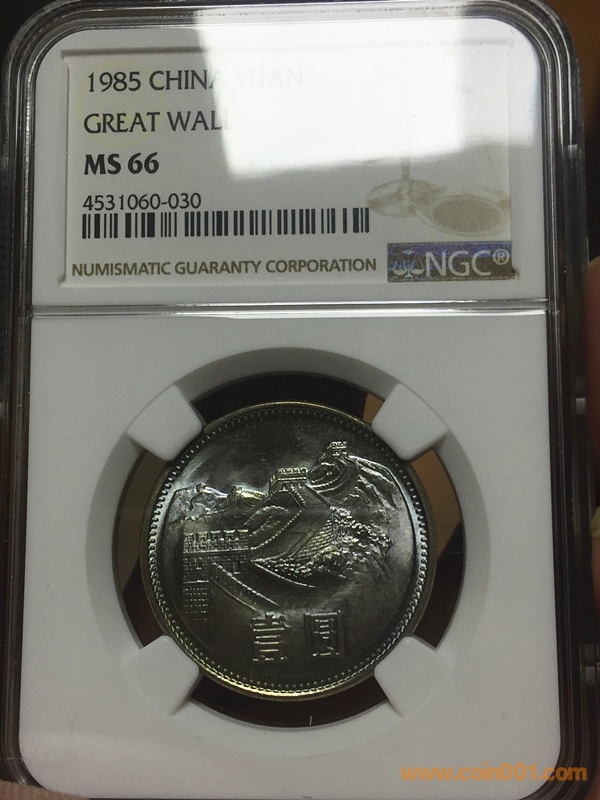 1985 CHINA YUAN
GREAT WALL
MS 66
4531060-030
NUMISMATIC GUARANTY CORPORATION
NGC®
壹圆
www.coin001.com